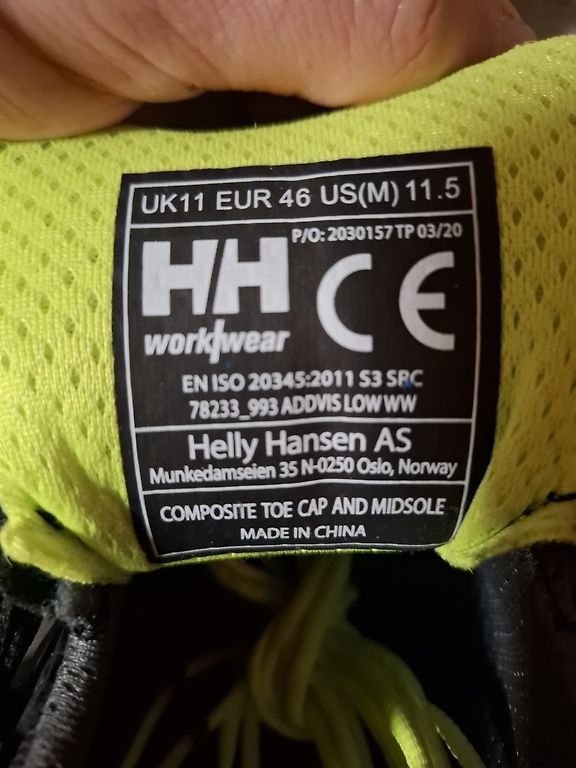 UK11 EUR 46 US(M) 11.5
P/O: 2030157 TP 03/20
H/H CE
work/wear
EN ISO 20345:2011 S3 SRC
78233_993 ADDVIS LOW WW
Helly Hansen AS
Munkedamseien 35 N-0250 Oslo, Norway
COMPOSITE TOE CAP AND MIDSOLE
MADE IN CHINA